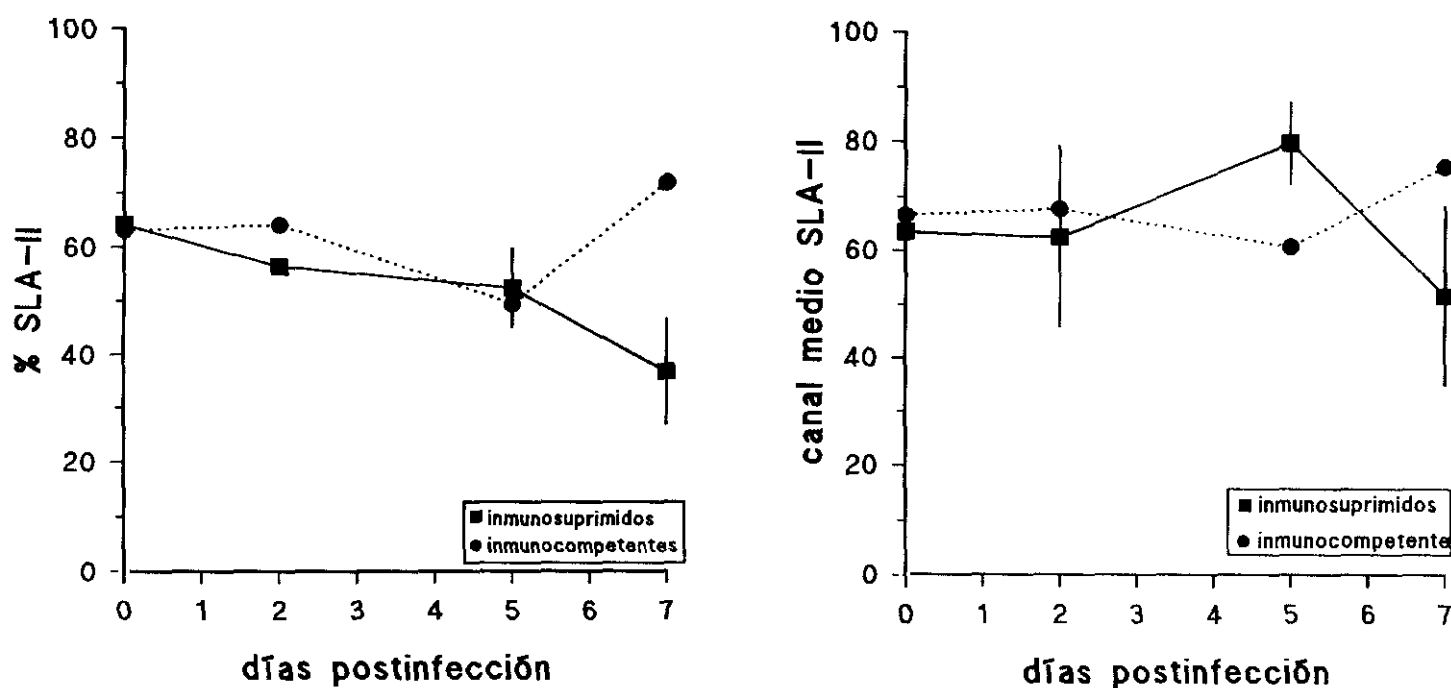 100
80
60
40
20
0
% SLA-II
0 1 2 3 4 5 6 7
días postinfección
inmunosuprimidos
inmunocompetentes
100
80
60
40
20
0
canal medio SLA-II
0 1 2 3 4 5 6 7
días postinfección
inmunosuprimidos
inmunocompetente